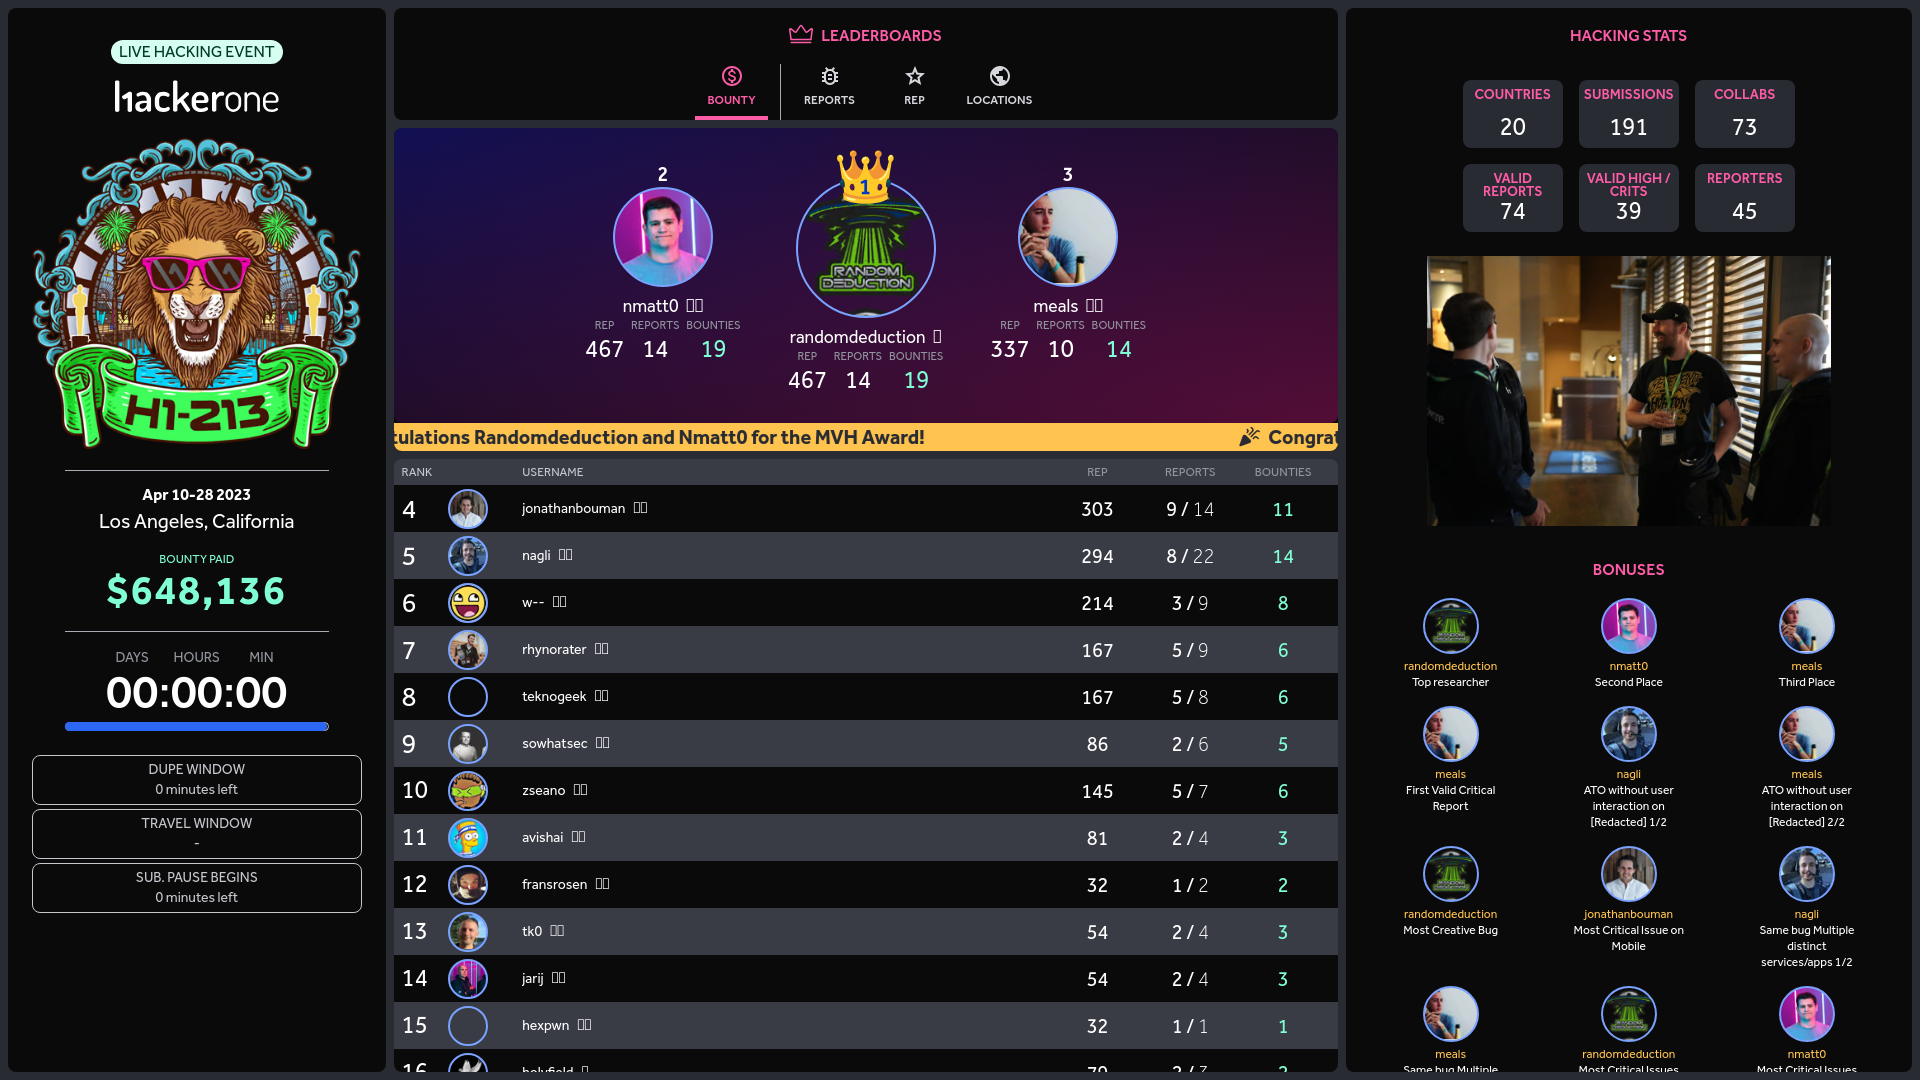 LIVE HACKING EVENT
hackerone
H1-213
Apr 10-28 2023
Los Angeles, California
BOUNTY PAID
$648,136
DAYS HOURS MIN
00:00:00
DUPE WINDOW
0 minutes left
TRAVEL WINDOW
-
SUB. PAUSE BEGINS
0 minutes left
LEADERBOARDS
BOUNTY REPORTS REP LOCATIONS
2
nmatt0
REP REPORTS BOUNTIES
467 14 19
1
RANDOM
DEDUCTION
randomdeduction
REP REPORTS BOUNTIES
467 14 19
3
meals
REP REPORTS BOUNTIES
337 10 14
tulations Randomdeduction and Nmatt0 for the MVH Award! Congrat
RANK USERNAME REP REPORTS BOUNTIES
4 jonathanbouman 303 9 / 14 11
5 nagli 294 8 / 22 14
6 w-- 214 3 / 9 8
7 rhynorater 167 5 / 9 6
8 teknogeek 167 5 / 8 6
9 sowhatsec 86 2 / 6 5
10 zseano 145 5 / 7 6
11 avishai 81 2 / 4 3
12 fransrosen 32 1 / 2 2
13 tk0 54 2 / 4 3
14 jarij 54 2 / 4 3
15 hexpwn 32 1 / 1 1
16 holyfield 79 2 / 3 2
HACKING STATS
COUNTRIES
20
SUBMISSIONS
191
COLLABS
73
VALID
REPORTS
74
VALID HIGH /
CRITS
39
REPORTERS
45
BONUSES
randomdeduction
Top researcher
nmatt0
Second Place
meals
Third Place
meals
First Valid Critical
Report
nagli
ATO without user
interaction on
[Redacted] 1/2
meals
ATO without user
interaction on
[Redacted] 2/2
randomdeduction
Most Creative Bug
jonathanbouman
Most Critical Issue on
Mobile
nagli
Same bug Multiple
distinct
services/apps 1/2
meals
Same bug Multiple
randomdeduction
Most Critical Issues
nmatt0
Most Critical Issues